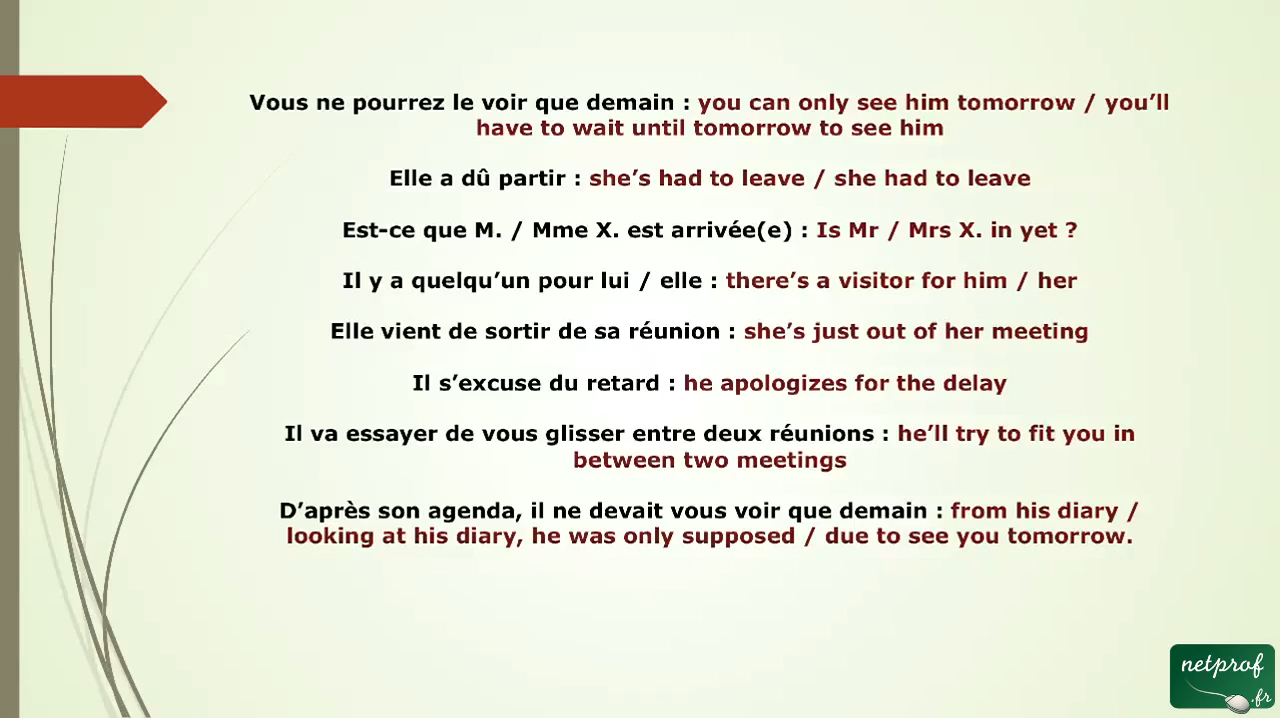 Vous ne pourrez le voir que demain : you can only see him tomorrow / you’ll
have to wait until tomorrow to see him
Elle a dû partir : she’s had to leave / she had to leave
Est-ce que M. / Mme X. est arrivée(e) : Is Mr / Mrs X. in yet ?
Il y a quelqu’un pour lui / elle : there’s a visitor for him / her
Elle vient de sortir de sa réunion : she’s just out of her meeting
Il s’excuse du retard : he apologizes for the delay
Il va essayer de vous glisser entre deux réunions : he’ll try to fit you in
between two meetings
D’après son agenda, il ne devait vous voir que demain : from his diary /
looking at his diary, he was only supposed / due to see you tomorrow.
netprof
.fr